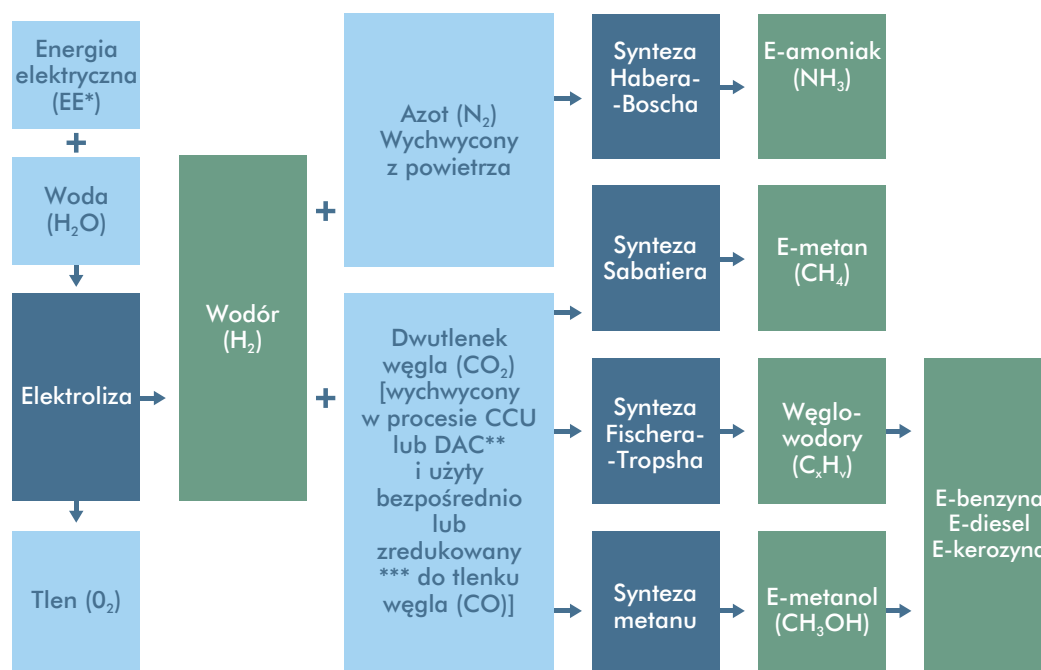 Energia
elektryczna
(EE*)
+
Woda
(H₂O)
Elektroliza
Tlen (0₂)
Wodór
(H₂)
+
Azot (N₂)
Wychwycony
z powietrza
+
Dwutlenek
węgla (CO₂)
[wychwycony
w procesie CCU
lub DAC**
i użyty
bezpośrednio
lub
zredukowany
*** do tlenku
węgla (CO)]
Synteza
Habera-
-Boscha
E-amoniak
(NH₃)
Synteza
Sabatiera
E-metan
(CH₄)
Synteza
Fischera-
-Tropsha
Węglo-
wodory
(CₓHᵧ)
Synteza
metanu
E-metanol
(CH₃OH)
E-benzyna
E-diesel
E-kerozyna